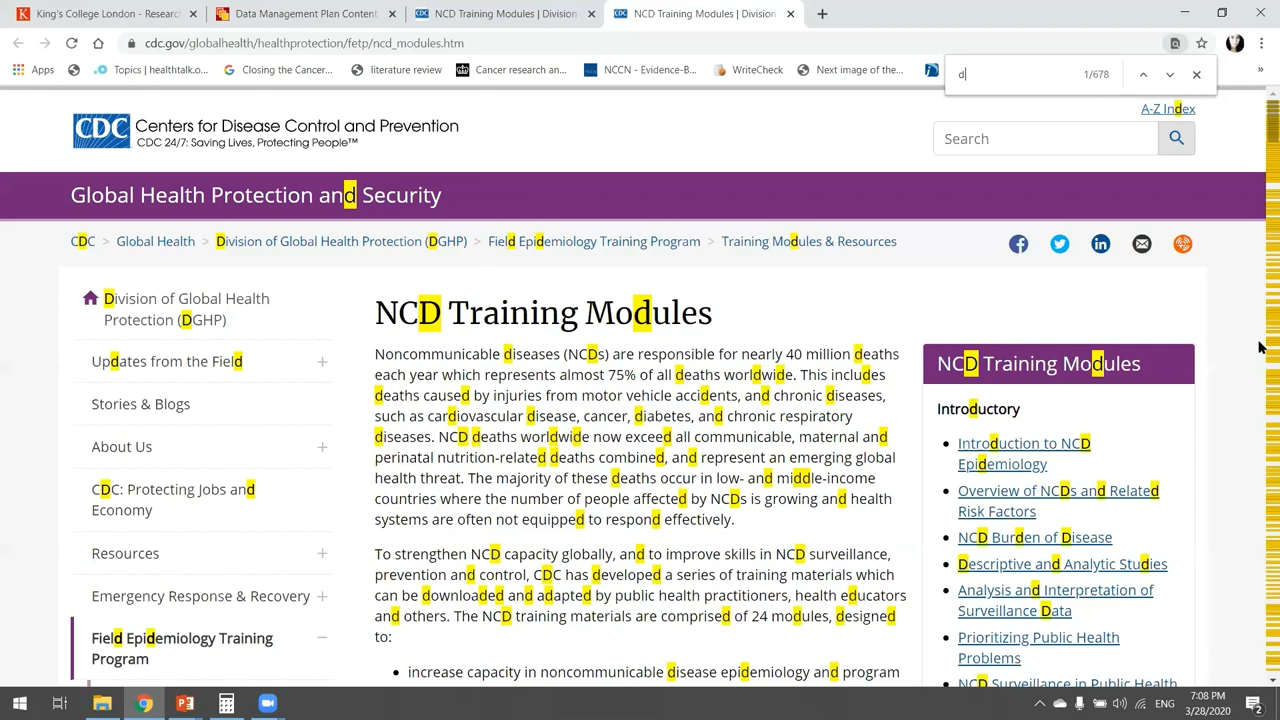 King's College London - Research
Data Management Plan Content
NCD Training Modules | Division
NCD Training Modules | Division
cdc.gov/globalhealth/healthprotection/fetp/ncd_modules.htm
Apps
Topics | healthtalk.o...
Closing the Cancer...
literature review
Cancer research an...
NCCN - Evidence-B...
WriteCheck
Next image of the...
»
d
1/678
A-Z Index
CDC
Centers for Disease Control and Prevention
CDC 24/7: Saving Lives, Protecting People™
Search
Global Health Protection and Security
CDC > Global Health > Division of Global Health Protection (DGHP) > Field Epidemiology Training Program > Training Modules & Resources
Division of Global Health
Protection (DGHP)
Updates from the Field
Stories & Blogs
About Us
CDC: Protecting Jobs and
Economy
Resources
Emergency Response & Recovery
Field Epidemiology Training
Program
NCD Training Modules
Noncommunicable diseases (NCDs) are responsible for nearly 40 million deaths
each year which represents almost 75% of all deaths worldwide. This includes
deaths caused by injuries from motor vehicle accidents, and chronic diseases,
such as cardiovascular disease, cancer, diabetes, and chronic respiratory
diseases. NCD deaths worldwide now exceed all communicable, maternal and
perinatal nutrition-related deaths combined, and represent an emerging global
health threat. The majority of these deaths occur in low- and middle-income
countries where the number of people affected by NCDs is growing and health
systems are often not equipped to respond effectively.
To strengthen NCD capacity globally, and to improve skills in NCD surveillance,
prevention and control, CDC has developed a series of training materials which
can be downloaded and adapted by public health practitioners, health educators
and others. The NCD training materials are comprised of 24 modules, designed
to:
• increase capacity in noncommunicable disease epidemiology and program
NCD Training Modules
Introductory
• Introduction to NCD
Epidemiology
• Overview of NCDs and Related
Risk Factors
• NCD Burden of Disease
• Descriptive and Analytic Studies
• Analysis and Interpretation of
Surveillance Data
• Prioritizing Public Health
Problems
• NCD Surveillance in Public Health
ENG
7:08 PM
3/28/2020
2